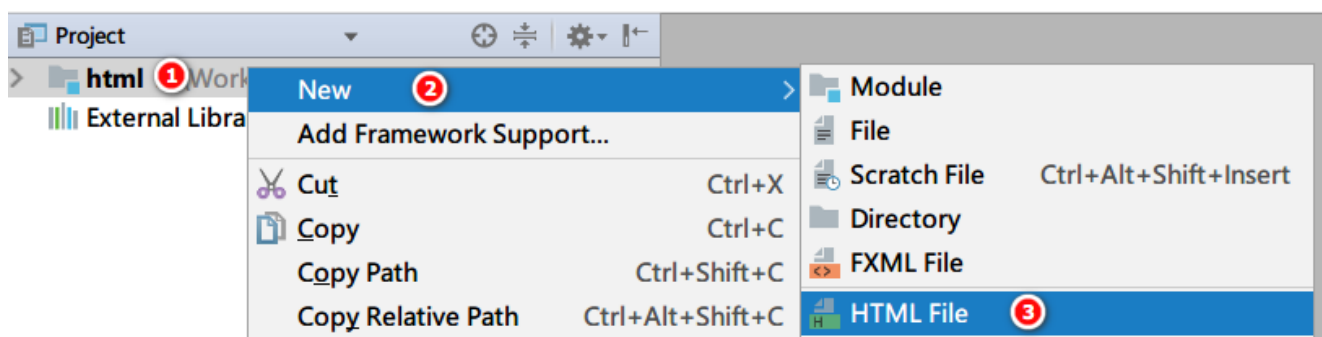 Project
html 1 Work
External Libra
New 2
Add Framework Support...
Cut Ctrl+X
Copy Ctrl+C
Copy Path Ctrl+Shift+C
Copy Relative Path Ctrl+Alt+Shift+C
Module
File
Scratch File Ctrl+Alt+Shift+Insert
Directory
FXML File
HTML File 3